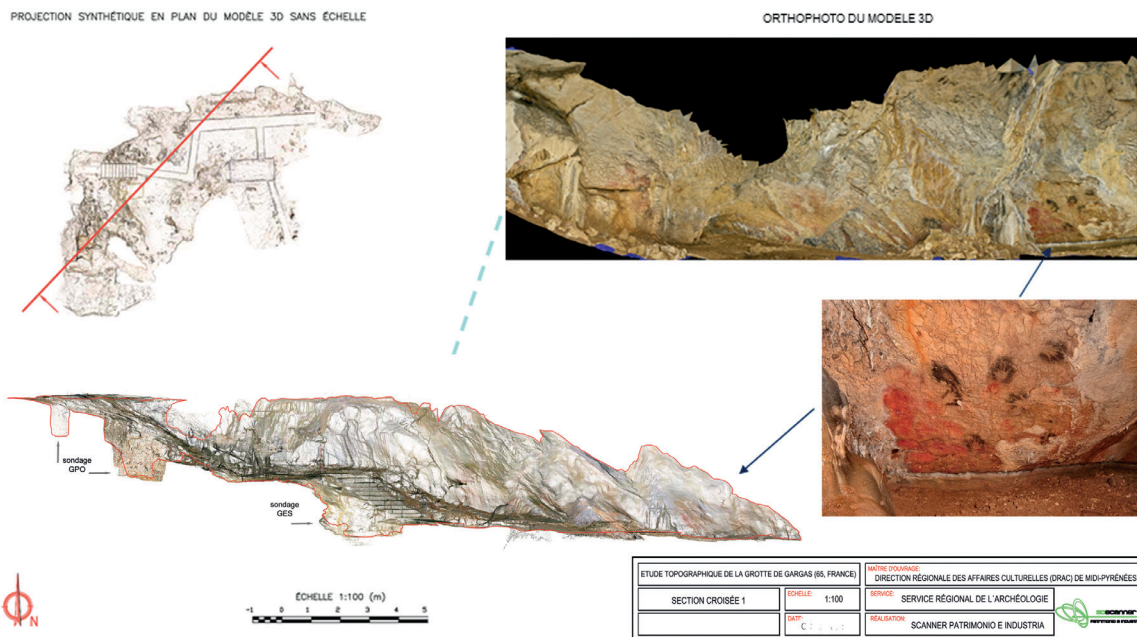 PROJECTION SYNTHÉTIQUE EN PLAN DU MODÈLE 3D SANS ÉCHELLE
ORTHOPHOTO DU MODELE 3D
sondage
GPO
sondage
GES
N
ÉCHELLE 1:100 (m)
-1 0 1 2 3 4 5
ETUDE TOPOGRAPHIQUE DE LA GROTTE DE GARGAS (65, FRANCE)
MAÎTRE D'OUVRAGE:
DIRECTION RÉGIONALE DES AFFAIRES CULTURELLES (DRAC) DE MIDI-PYRÉNÉES
SECTION CROISÉE 1
ECHELLE: 1:100
SERVICE: SERVICE RÉGIONAL DE L'ARCHÉOLOGIE
DATE:
RÉALISATION: SCANNER PATRIMONIO E INDUSTRIA